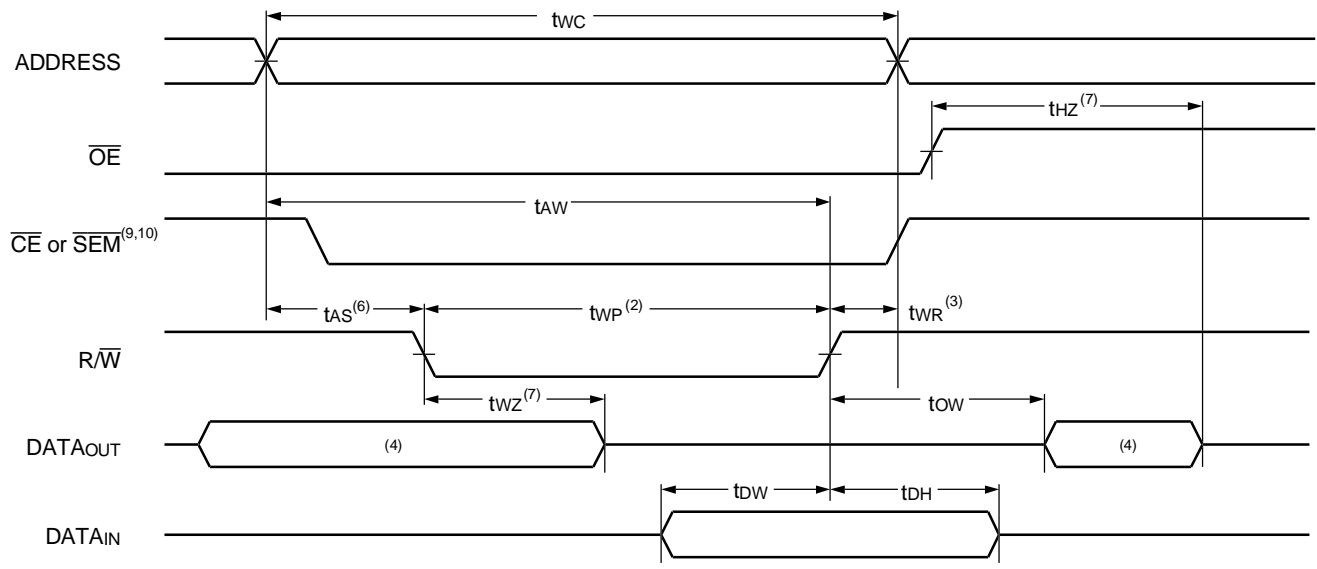 tWC
ADDRESS
tHZ(7)
OE
tAW
CE or SEM(9,10)
tAS(6) tWP(2) tWR(3)
R/W
tWZ(7) tOW
DATAOUT (4) (4)
tDW tDH
DATAIN